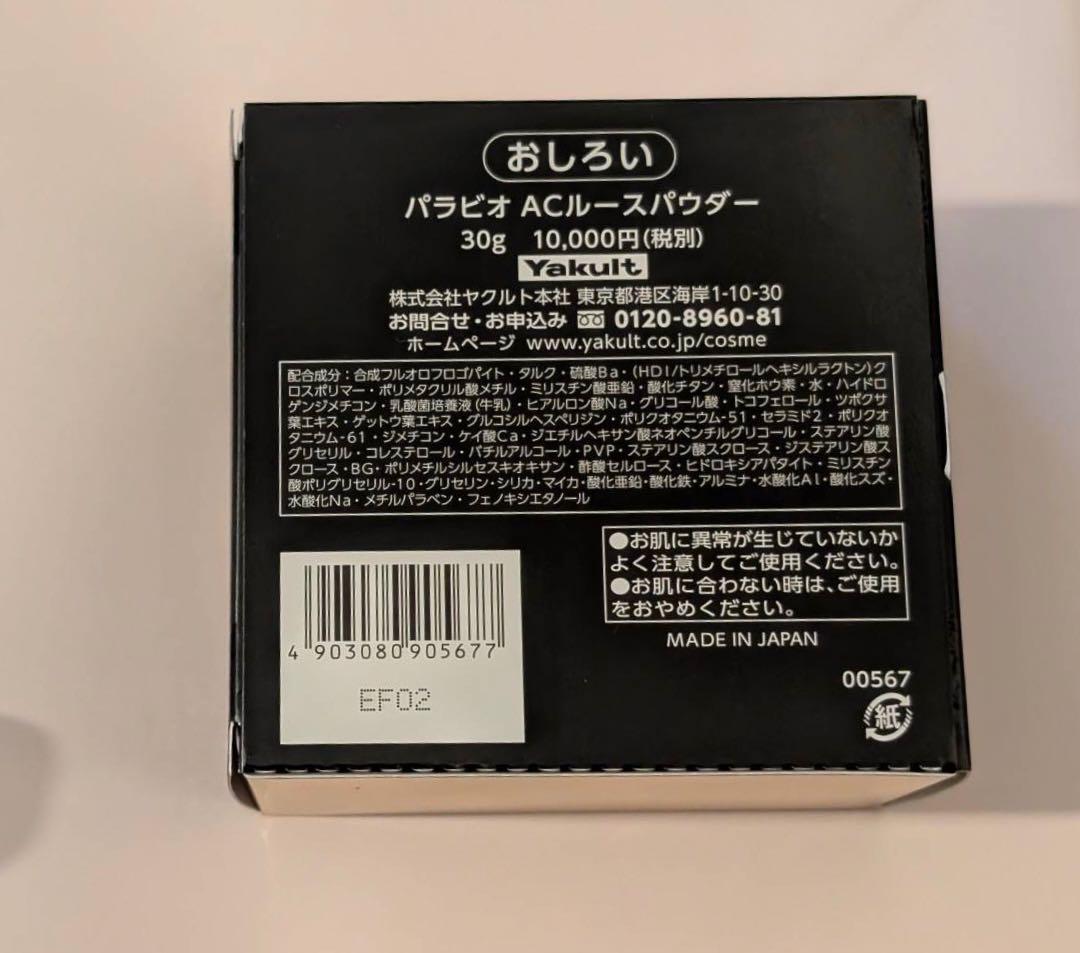 おしろい
パラビオ ACルースパウダー
30g 10,000円(税別)
Yakult
株式会社ヤクルト本社 東京都港区海岸1-10-30
お問合せ・お申込み 0120-8960-81
ホームページ www.yakult.co.jp/cosme
配合成分：合成フルオロフロゴパイト・タルク・硫酸Ba・(HDI/トリメチロールヘキシルラクトン)ク
ロスポリマー・ポリメタクリル酸メチル・ミリスチン酸亜鉛・酸化チタン・窒化ホウ素・水・ハイドロ
ゲンジメチコン・乳酸菌培養液(牛乳)・ヒアルロン酸Na・グリコール酸・トコフェロール・ツボクサ
葉エキス・ゲットウ葉エキス・グルコシルヘスペリジン・ポリクオタニウム-51・セラミド2・ポリクオ
タニウム-61・ジメチコン・ケイ酸Ca・ジエチルヘキサン酸ネオペンチルグリコール・ステアリン酸
グリセリル・コレステロール・バチルアルコール・PVP・ステアリン酸スクロース・ジステアリン酸ス
クロース・BG・ポリメチルシルセスキオキサン・酢酸セルロース・ヒドロキシアパタイト・ミリスチン
酸ポリグリセリル-10・グリセリン・シリカ・マイカ・酸化亜鉛・酸化鉄・アルミナ・水酸化Al・酸化スズ・
水酸化Na・メチルパラベン・フェノキシエタノール
●お肌に異常が生じていないか
よく注意してご使用ください。
●お肌に合わない時は、ご使用
をおやめください。
MADE IN JAPAN
4 903080 905677
EF02
00567
紙